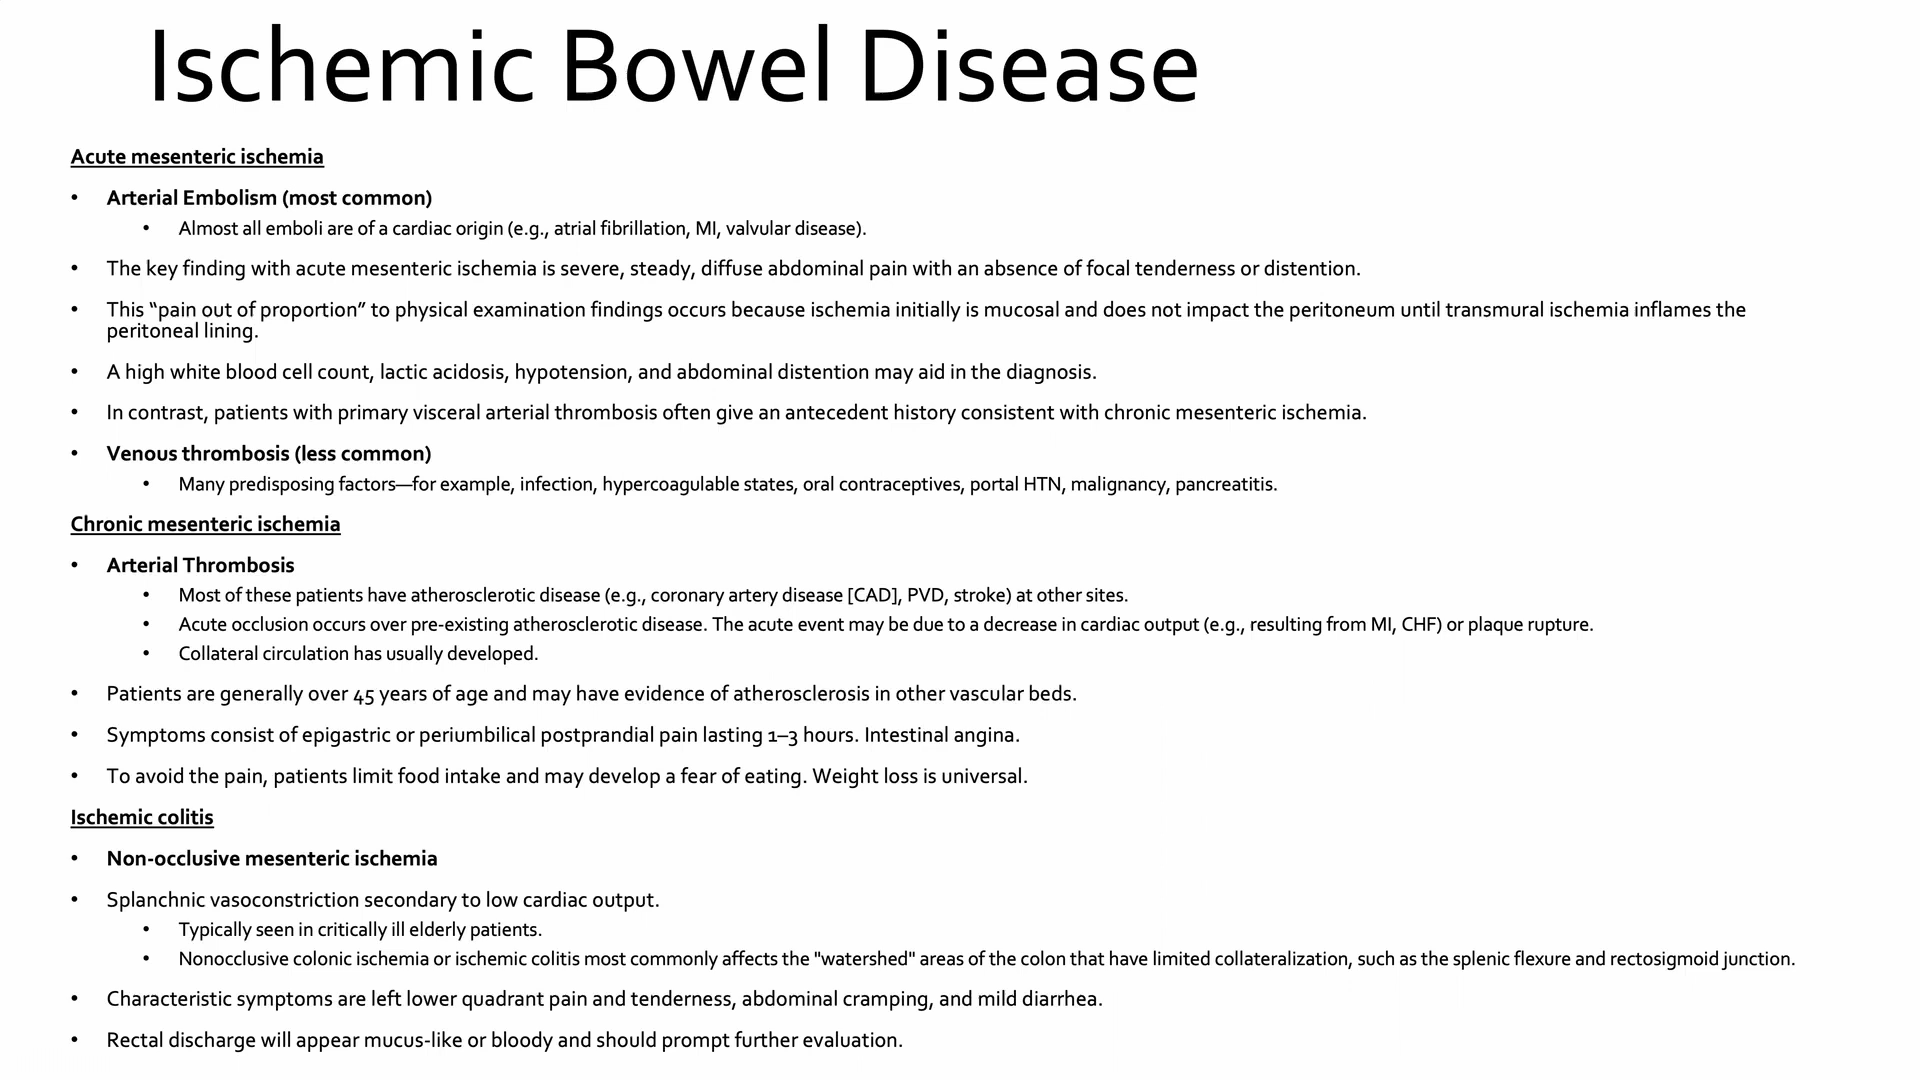 Ischemic Bowel Disease
Acute mesenteric ischemia
• Arterial Embolism (most common)
• Almost all emboli are of a cardiac origin (e.g., atrial fibrillation, MI, valvular disease).
• The key finding with acute mesenteric ischemia is severe, steady, diffuse abdominal pain with an absence of focal tenderness or distention.
• This “pain out of proportion” to physical examination findings occurs because ischemia initially is mucosal and does not impact the peritoneum until transmural ischemia inflames the
peritoneal lining.
• A high white blood cell count, lactic acidosis, hypotension, and abdominal distention may aid in the diagnosis.
• In contrast, patients with primary visceral arterial thrombosis often give an antecedent history consistent with chronic mesenteric ischemia.
• Venous thrombosis (less common)
• Many predisposing factors—for example, infection, hypercoagulable states, oral contraceptives, portal HTN, malignancy, pancreatitis.
Chronic mesenteric ischemia
• Arterial Thrombosis
• Most of these patients have atherosclerotic disease (e.g., coronary artery disease [CAD], PVD, stroke) at other sites.
• Acute occlusion occurs over pre-existing atherosclerotic disease. The acute event may be due to a decrease in cardiac output (e.g., resulting from MI, CHF) or plaque rupture.
• Collateral circulation has usually developed.
• Patients are generally over 45 years of age and may have evidence of atherosclerosis in other vascular beds.
• Symptoms consist of epigastric or periumbilical postprandial pain lasting 1–3 hours. Intestinal angina.
• To avoid the pain, patients limit food intake and may develop a fear of eating. Weight loss is universal.
Ischemic colitis
• Non-occlusive mesenteric ischemia
• Splanchnic vasoconstriction secondary to low cardiac output.
• Typically seen in critically ill elderly patients.
• Nonocclusive colonic ischemia or ischemic colitis most commonly affects the "watershed" areas of the colon that have limited collateralization, such as the splenic flexure and rectosigmoid junction.
• Characteristic symptoms are left lower quadrant pain and tenderness, abdominal cramping, and mild diarrhea.
• Rectal discharge will appear mucus-like or bloody and should prompt further evaluation.